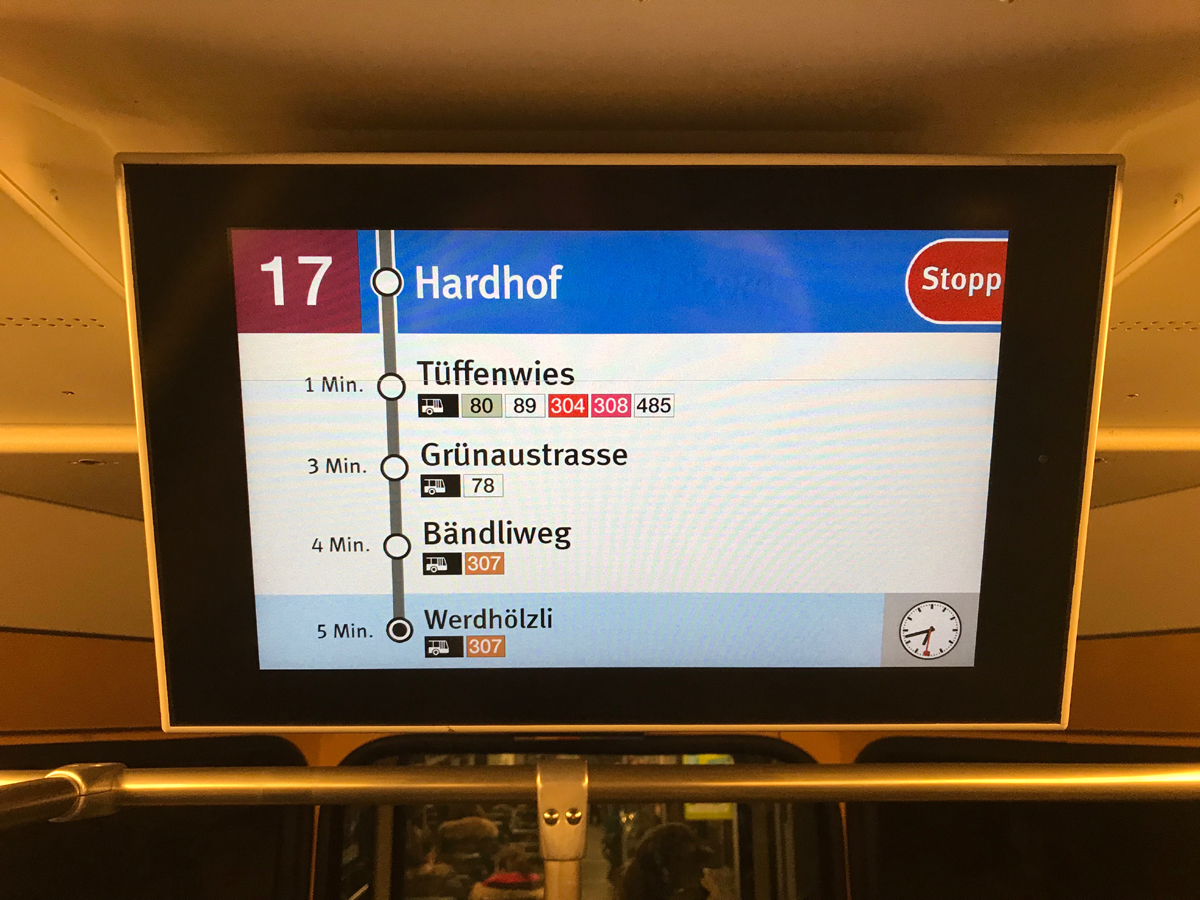 17 Hardhof Stopp
1 Min. Tüffenwies
80 89 304 308 485
3 Min. Grünaustrasse
78
4 Min. Bändliweg
307
5 Min. Werdhölzli
307